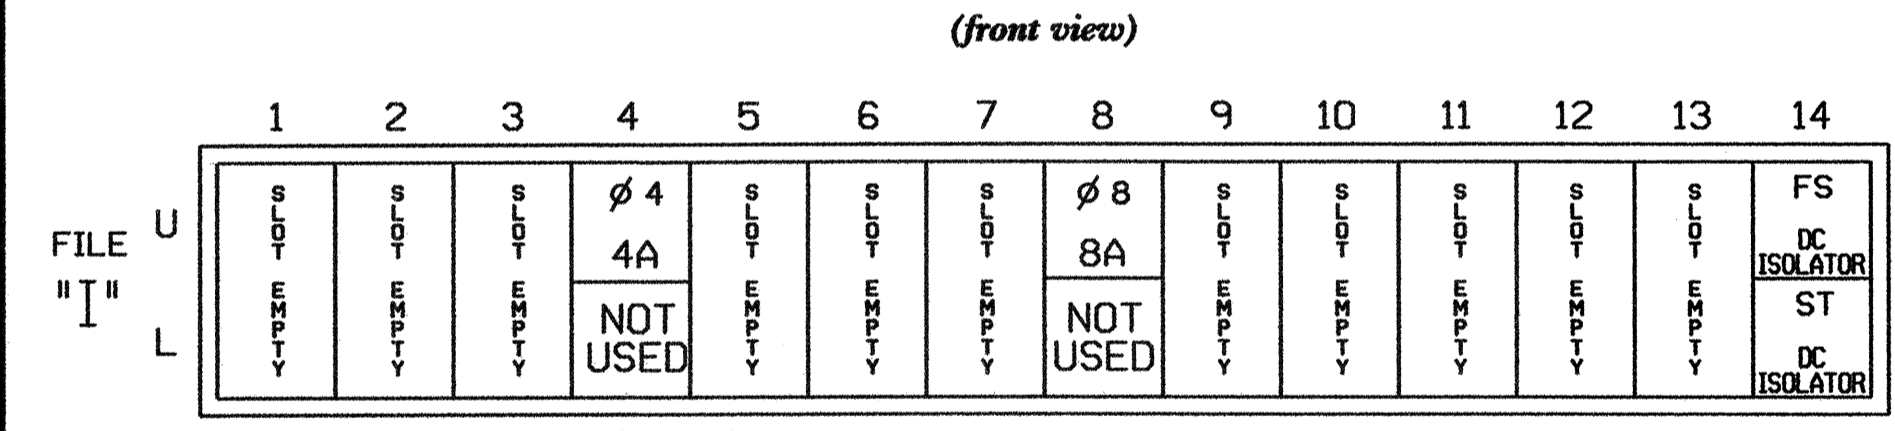 (front view)
1 2 3 4 5 6 7 8 9 10 11 12 13 14
FILE "I"
U
L
SLOT EMPTY
SLOT EMPTY
SLOT EMPTY
Ø 4
4A
NOT
USED
SLOT EMPTY
SLOT EMPTY
SLOT EMPTY
Ø 8
8A
NOT
USED
SLOT EMPTY
SLOT EMPTY
SLOT EMPTY
SLOT EMPTY
SLOT EMPTY
FS
DC
ISOLATOR
ST
DC
ISOLATOR